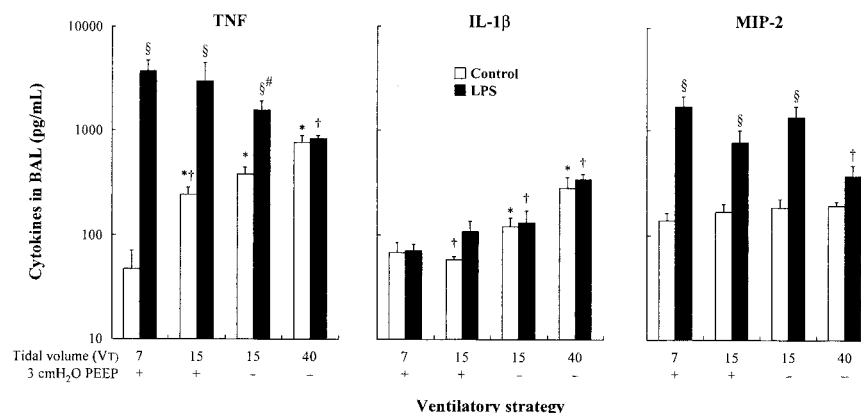 TNF
IL-1β
MIP-2
Cytokines in BAL (pg/mL)
10000
1000
100
10
§
§
§#
*†
*
*
†
Control
LPS
†
*
†
*
†
§
§
§
†
Tidal volume (VT) 7 15 15 40 7 15 15 40 7 15 15 40
3 cmH₂O PEEP + + − − + + − − + + − −
Ventilatory strategy